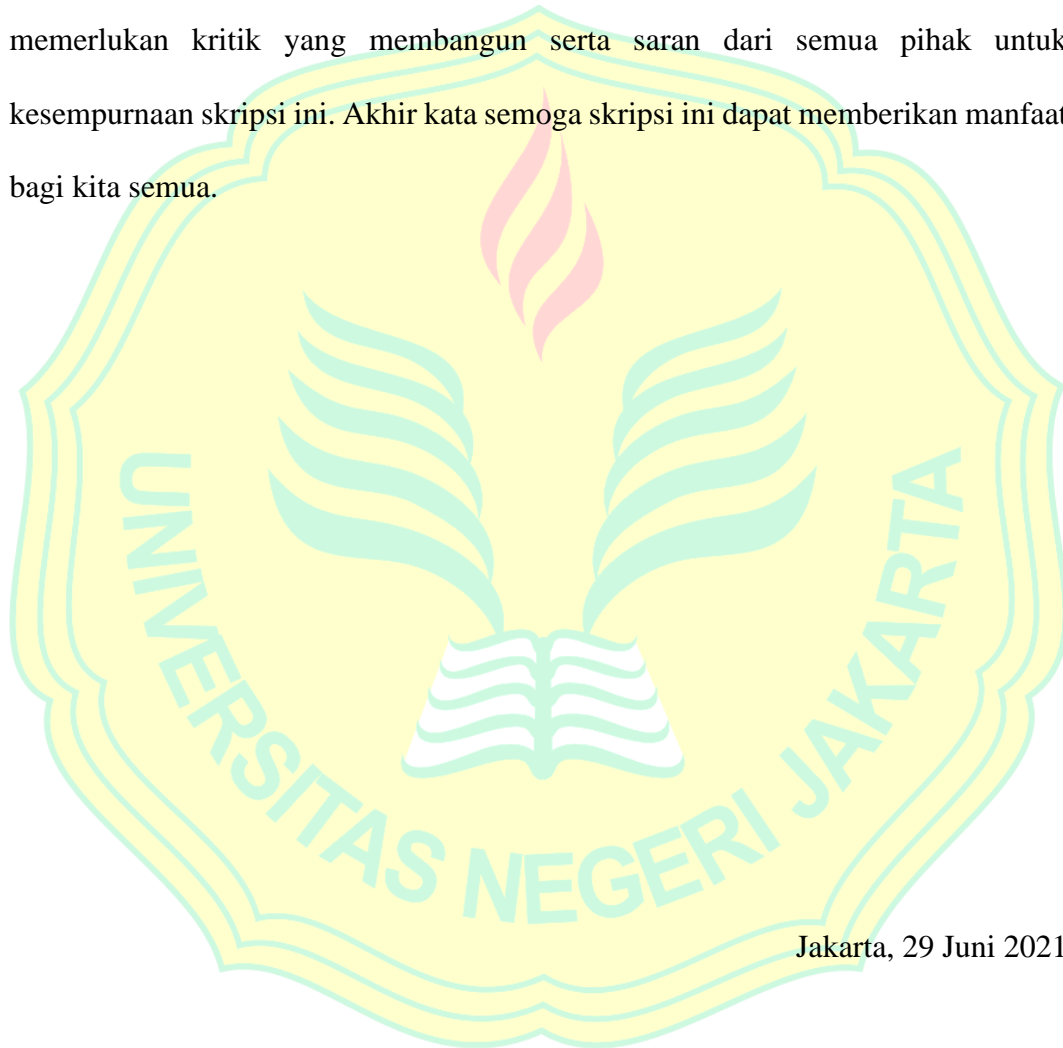 memerlukan kritik yang membangun serta saran dari semua pihak untuk
kesempurnaan skripsi ini. Akhir kata semoga skripsi ini dapat memberikan manfaat
bagi kita semua.
UNIVERSITAS NEGERI JAKARTA
Jakarta, 29 Juni 2021